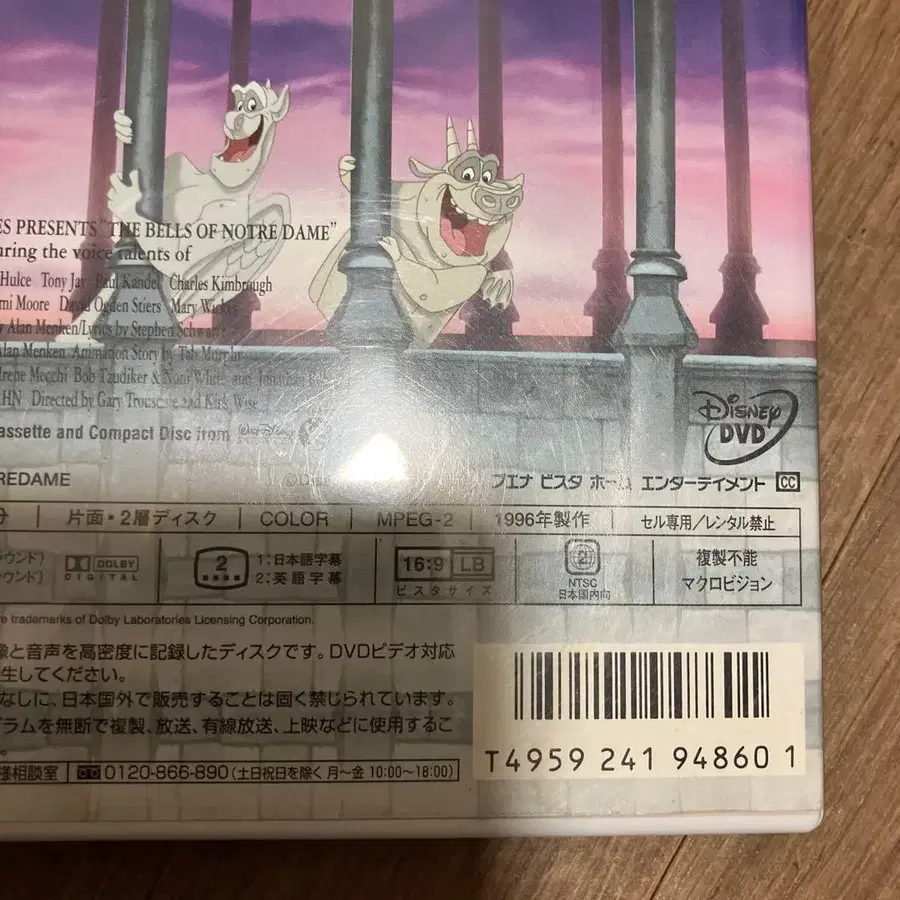 ES PRESENTS "THE BELLS OF NOTRE DAME"
uring the voice talents of
Hulce Tony Jay Paul Kandel Charles Kimbrough
mi Moore David Ogden Stiers Mary Wickes
y Alan Menken/Lyrics by Stephen Schwartz
Alan Menken Animation Story by Tab Murphy
Irene Mecchi Bob Tzudiker & Noni White and Jonathan
AHN Directed by Gary Trousdale and Kirk Wise
assette and Compact Disc from WALT DISNEY
DISNEY DVD
REDAME ©Dis ブエナ ビスタ ホーム エンターテイメント CC
分 片面・2層ディスク COLOR MPEG-2 1996年製作 セル専用/レンタル禁止
ラウンド) DOLBY DIGITAL 2 1:日本語字幕 2:英語字幕 16:9 LB ビスタサイズ 2 NTSC 日本国内向 複製不能 マクロビジョン
ラウンド)
re trademarks of Dolby Laboratories Licensing Corporation.
像と音声を高密度に記録したディスクです。DVDビデオ対応
生してください。
なしに、日本国外で販売することは固く禁じられています。
グラムを無断で複製、放送、有線放送、上映などに使用するこ
様相談室 0120-866-890(土日祝日を除く 月〜金 10:00〜18:00)
T4959 241 94860 1